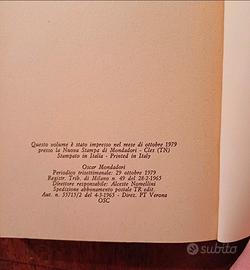 Questo volume è stato impresso nel mese di ottobre 1979
presso la Nuova Stampa di Mondadori - Cles (TN)
Stampato in Italia - Printed in Italy
Oscar Mondadori
Periodico trisettimanale: 29 ottobre 1979
Registr. Trib. di Milano n. 49 del 28-2-1965
Direttore responsabile: Alceste Nomellini
Spedizione abbonamento postale TR edit.
Aut. n. 55715/2 del 4-3-1965 - Direz. PT Verona
OSC
subito